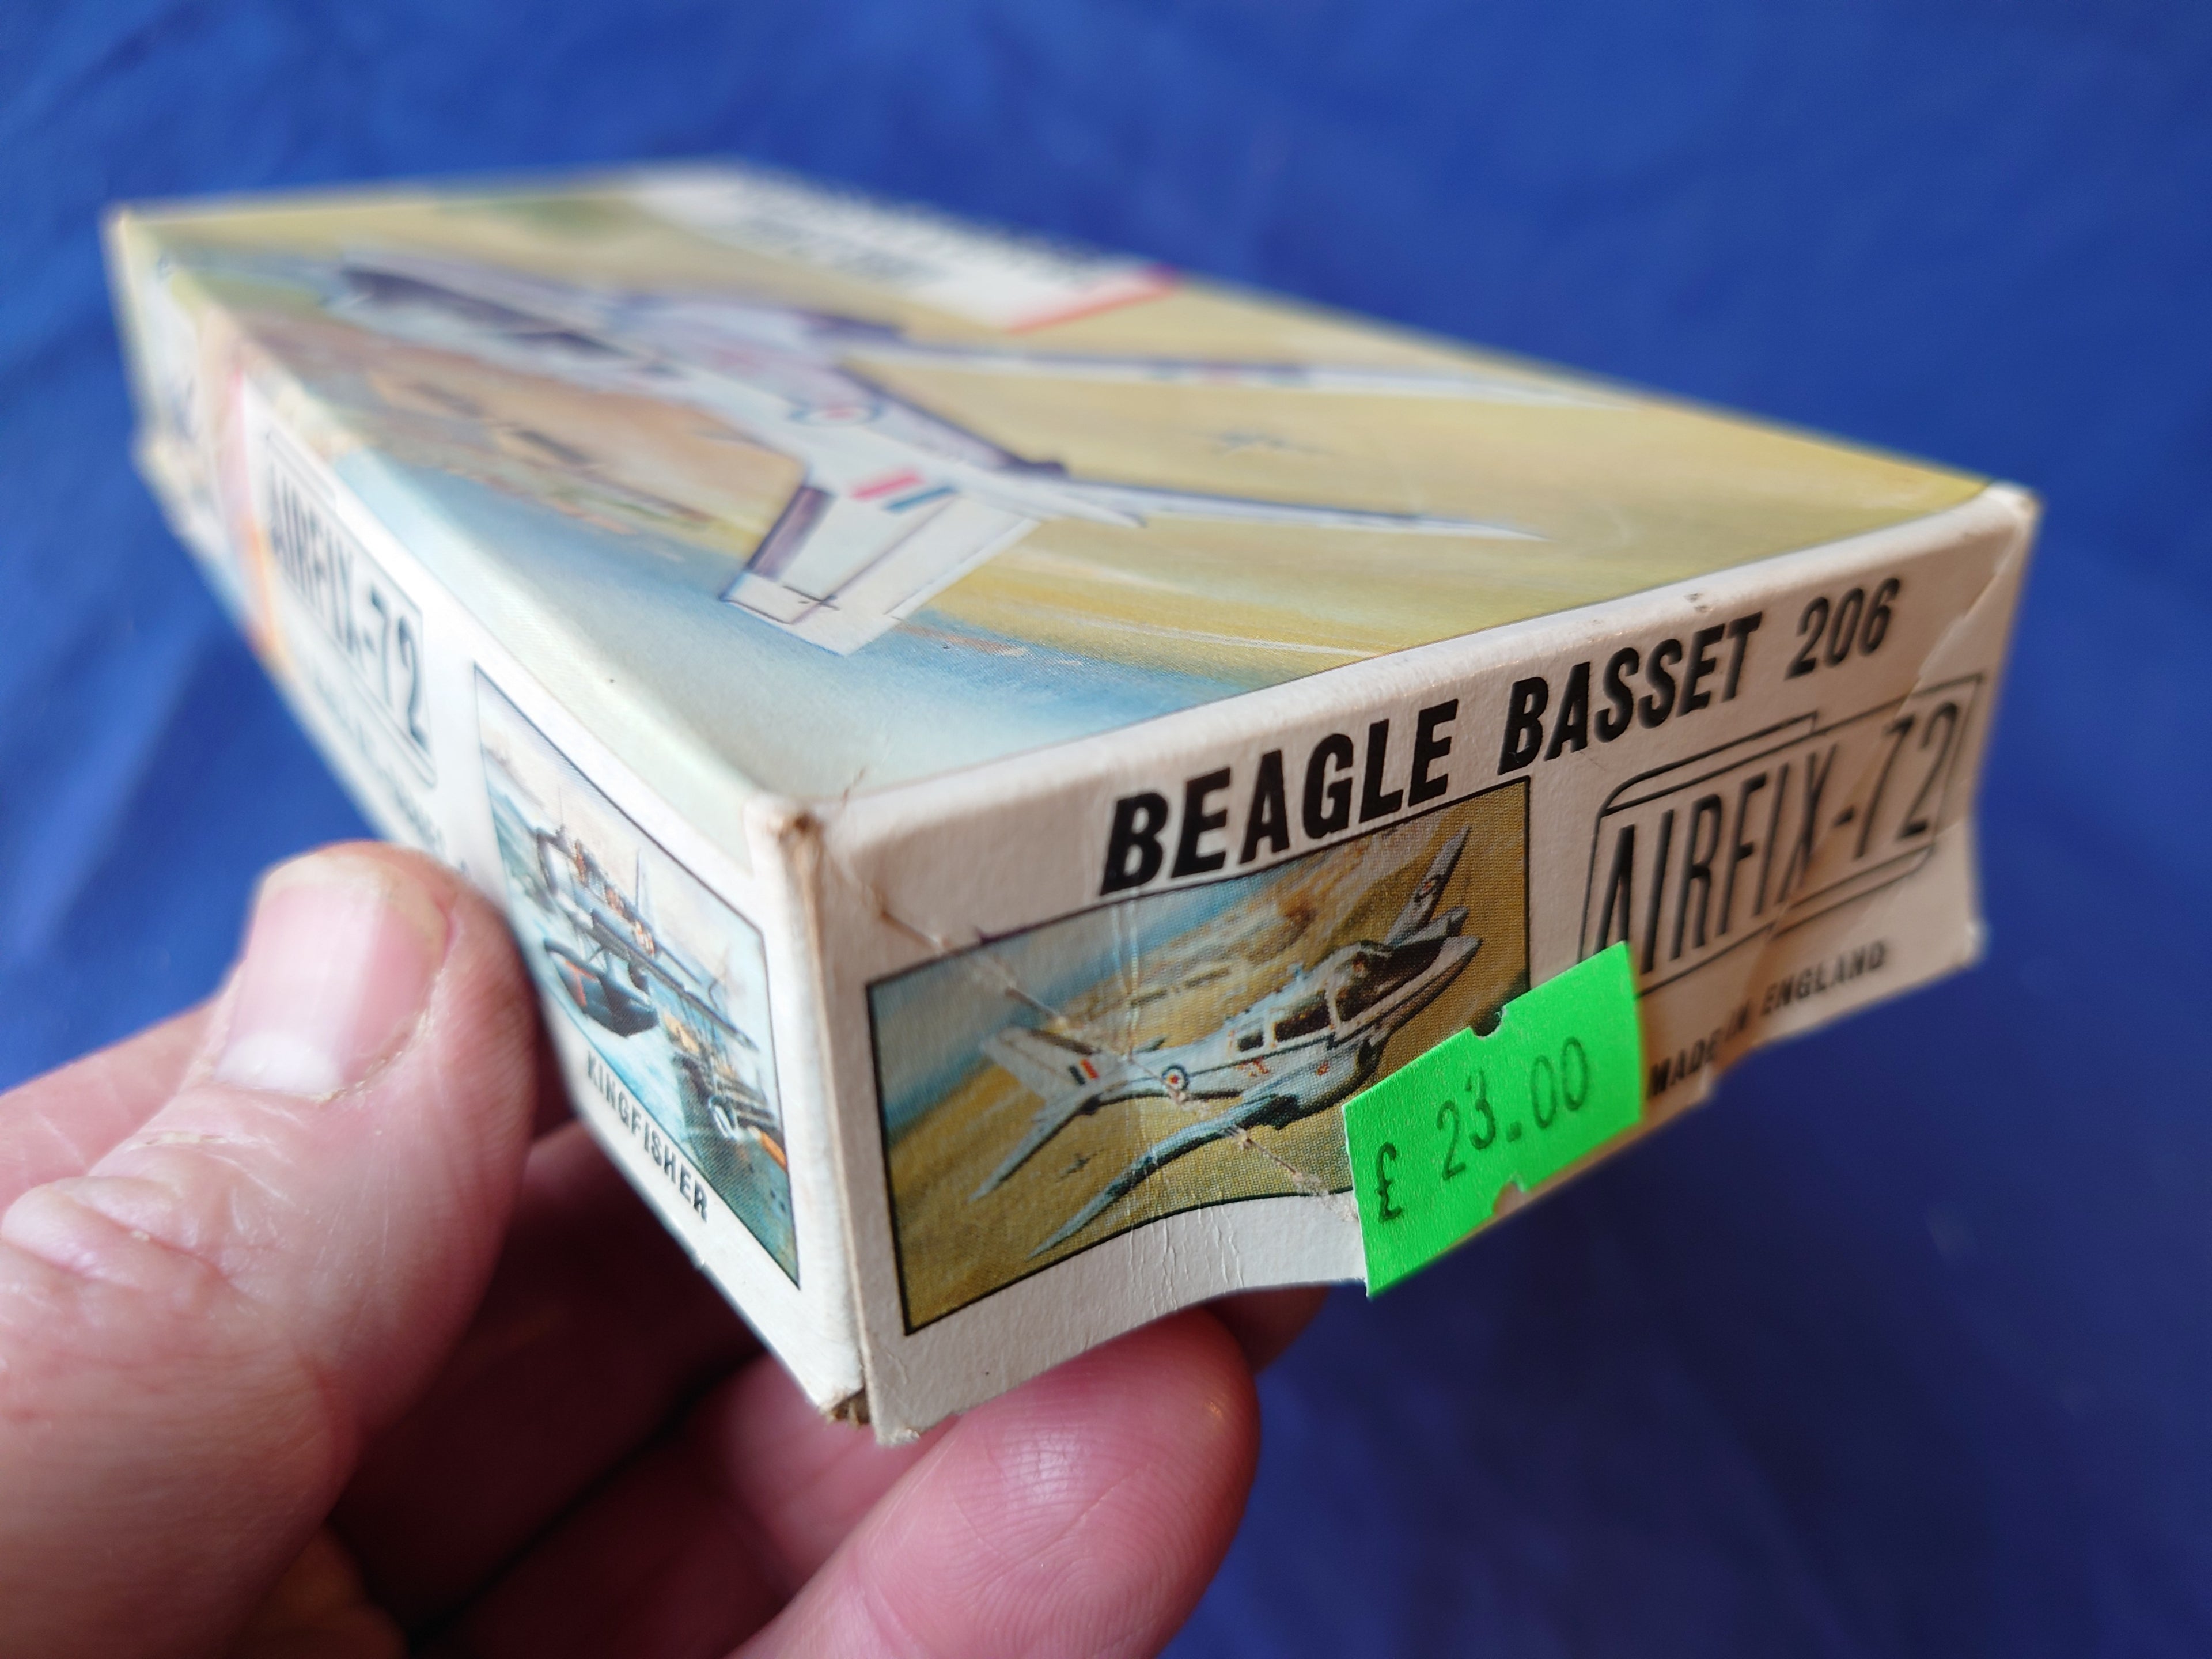 AIRFIX-72
KINGFISHER
BEAGLE BASSET 206
AIRFIX-72
MADE IN ENGLAND
£ 23.00